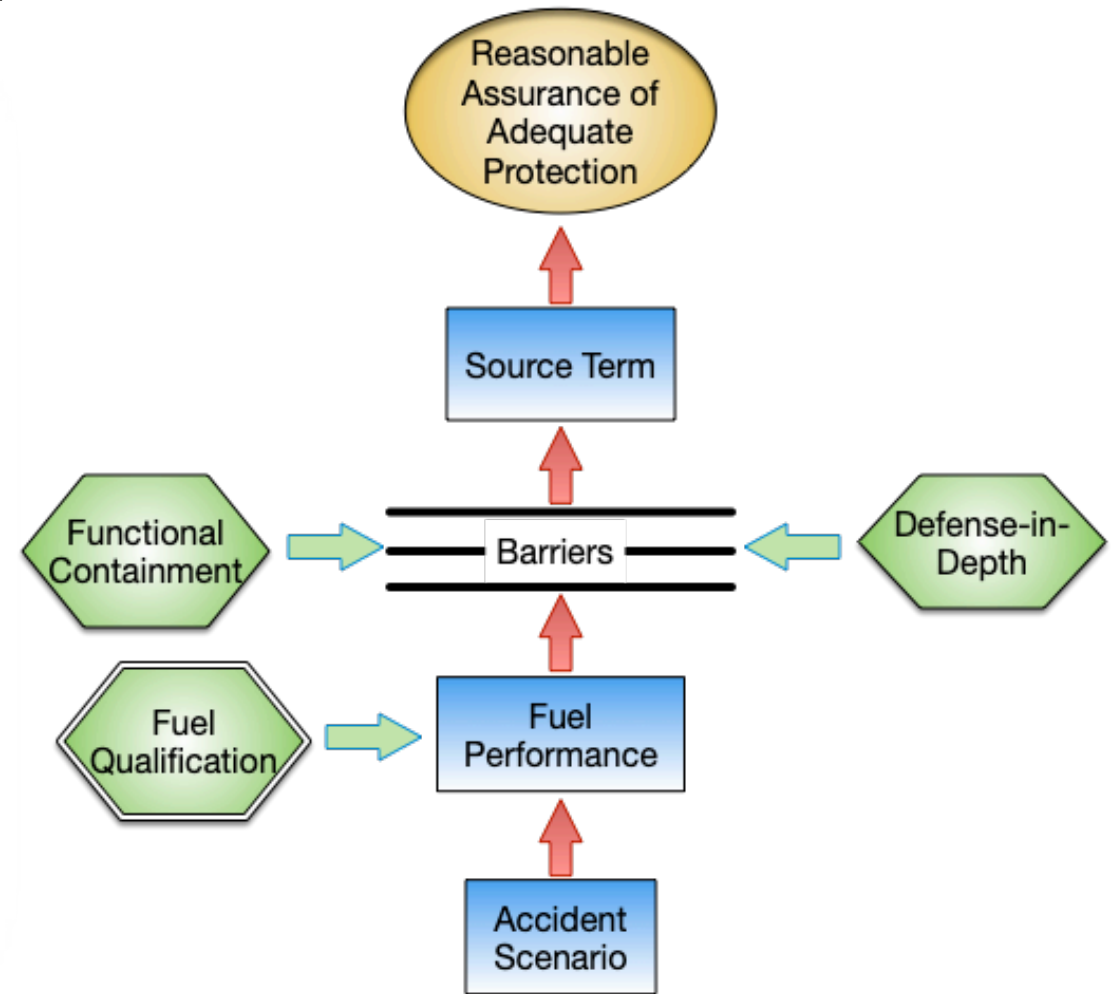 Reasonable
Assurance of
Adequate
Protection
Source Term
Functional
Containment
Barriers
Defense-in-
Depth
Fuel
Qualification
Fuel
Performance
Accident
Scenario